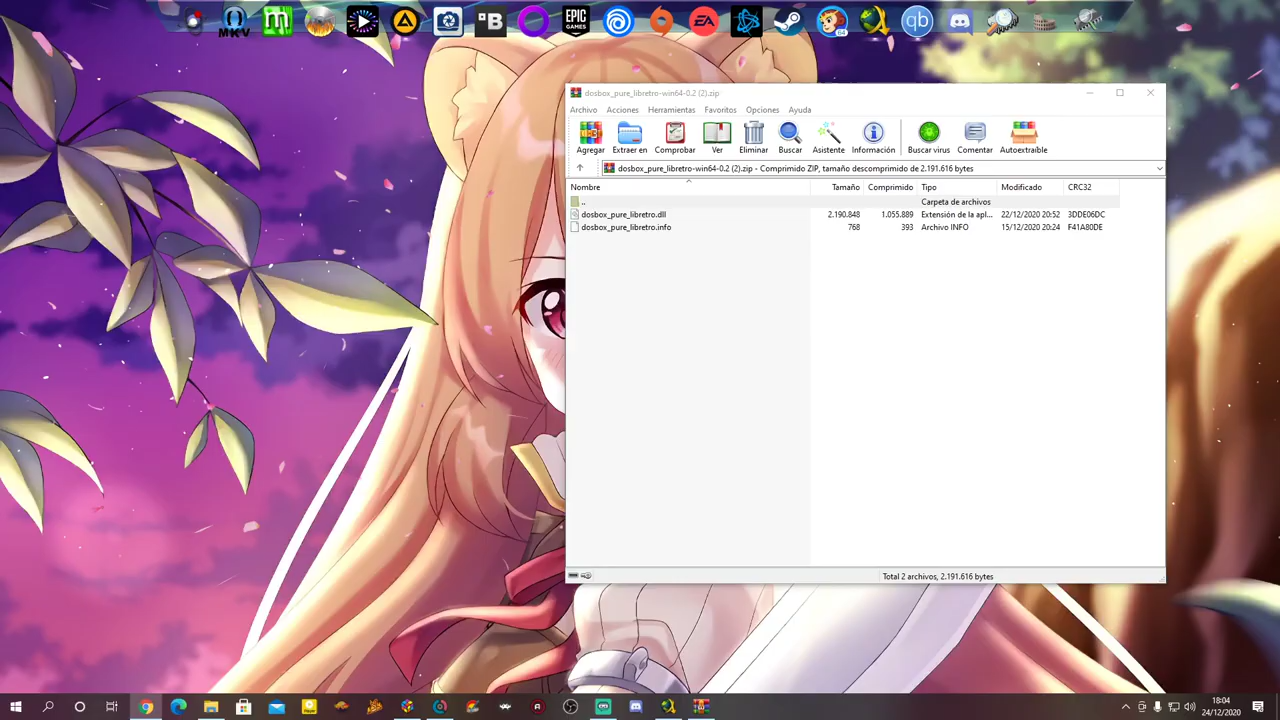 MKV
B
EPIC GAMES
EA
64
qb
dosbox_pure_libretro-win64-0.2 (2).zip
Archivo Acciones Herramientas Favoritos Opciones Ayuda
Agregar Extraer en Comprobar Ver Eliminar Buscar Asistente Información Buscar virus Comentar Autoextraible
dosbox_pure_libretro-win64-0.2 (2).zip - Comprimido ZIP, tamaño descomprimido de 2.191.616 bytes
Nombre Tamaño Comprimido Tipo Modificado CRC32
.. Carpeta de archivos
dosbox_pure_libretro.dll 2.190.848 1.055.889 Extensión de la apl... 22/12/2020 20:52 3DDE06DC
dosbox_pure_libretro.info 768 393 Archivo INFO 15/12/2020 20:24 F41A80DE
Total 2 archivos, 2.191.616 bytes
18:04
24/12/2020